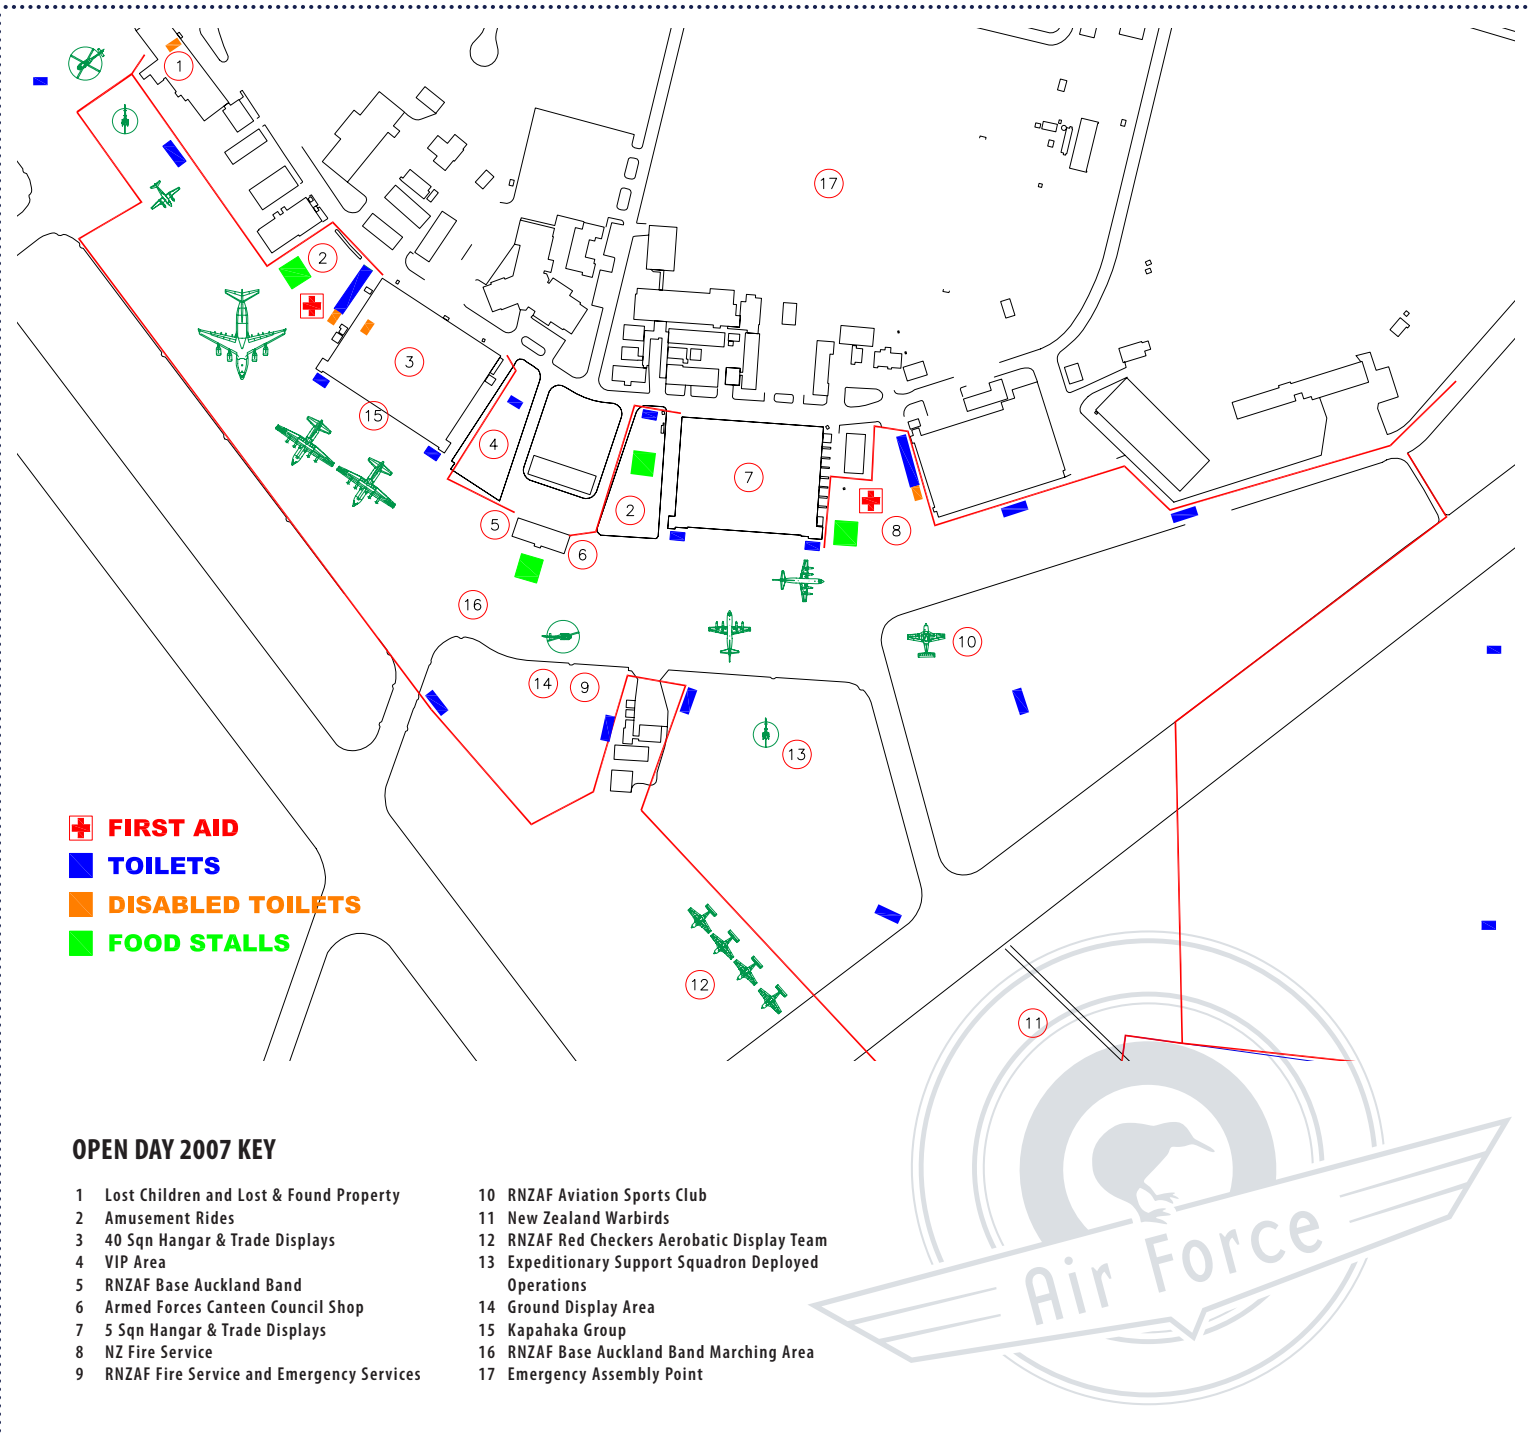 1
2
17
3
15
4
7
5
2
8
6
16
10
14
9
13
FIRST AID
TOILETS
DISABLED TOILETS
FOOD STALLS
12
11
OPEN DAY 2007 KEY
1 Lost Children and Lost & Found Property
2 Amusement Rides
3 40 Sqn Hangar & Trade Displays
4 VIP Area
5 RNZAF Base Auckland Band
6 Armed Forces Canteen Council Shop
7 5 Sqn Hangar & Trade Displays
8 NZ Fire Service
9 RNZAF Fire Service and Emergency Services
10 RNZAF Aviation Sports Club
11 New Zealand Warbirds
12 RNZAF Red Checkers Aerobatic Display Team
13 Expeditionary Support Squadron Deployed
Operations
14 Ground Display Area
15 Kapahaka Group
16 RNZAF Base Auckland Band Marching Area
17 Emergency Assembly Point
Air Force